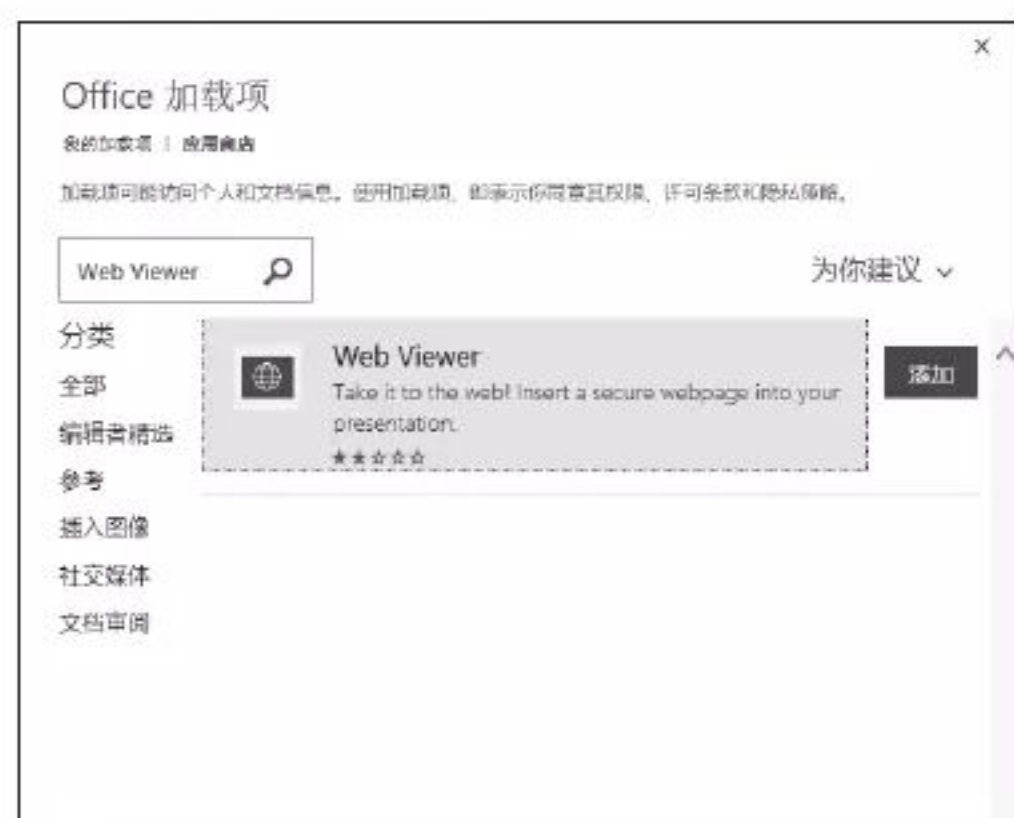 Office 加载项
我的加载项 | 应用商店
加载项可能访问个人和文档信息。使用加载项，即表示你同意其权限、许可条款和隐私策略。
Web Viewer
为你建议
分类
全部
编辑者精选
参考
插入图像
社交媒体
文档审阅
Web Viewer
Take it to the web! Insert a secure webpage into your
presentation.
添加